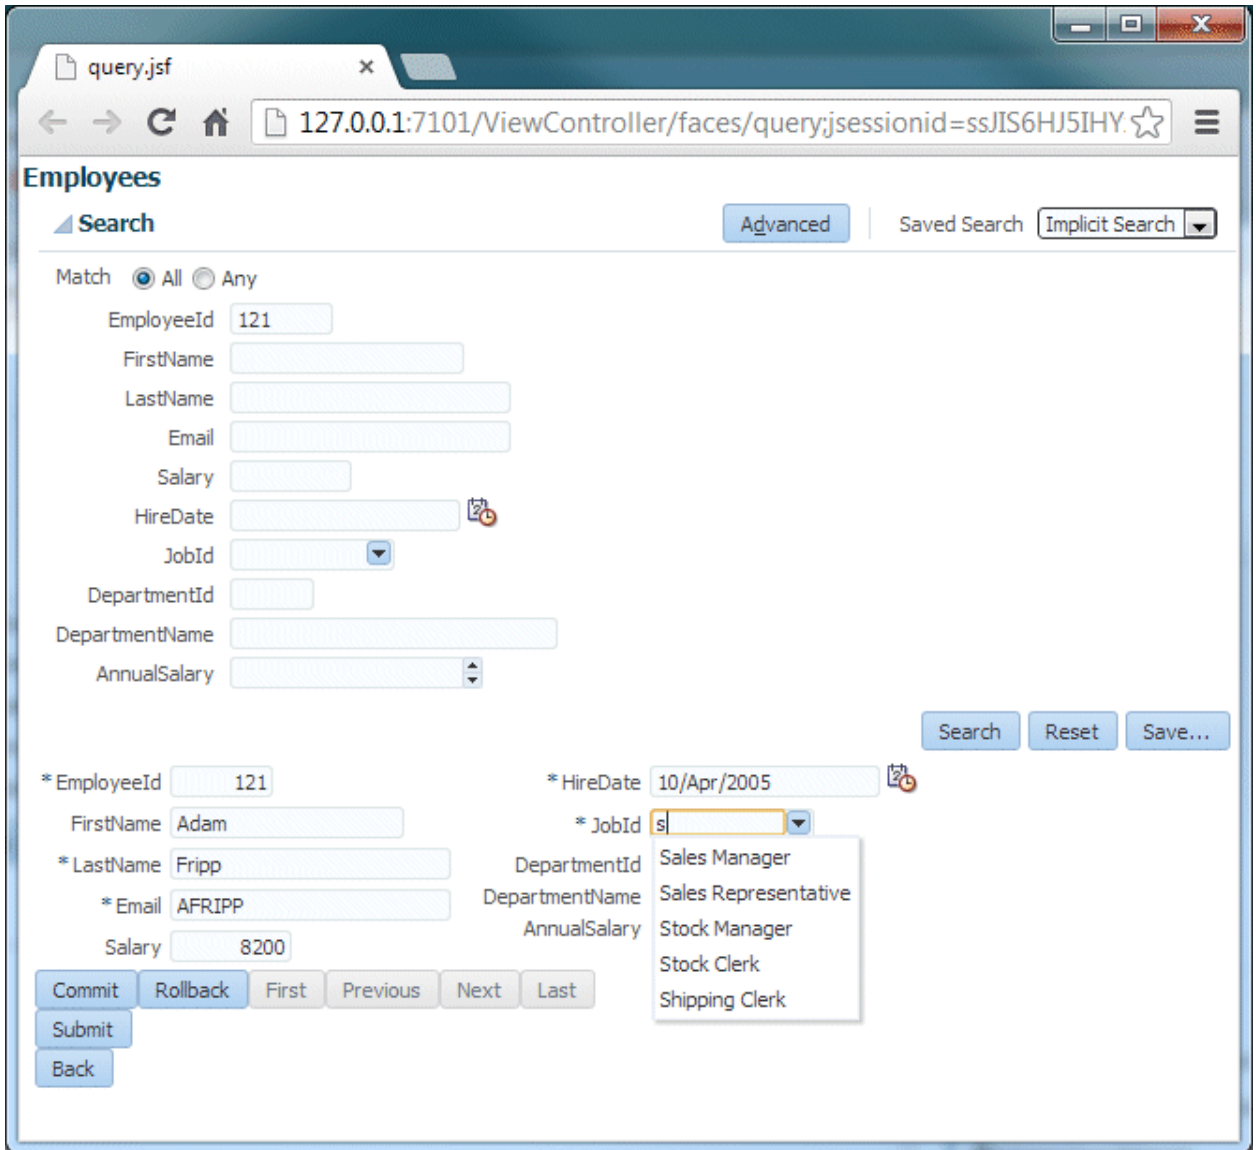 query.jsf
127.0.0.1:7101/ViewController/faces/query;jsessionid=ssJIS6HJ5IHY.
Employees
Search Advanced Saved Search Implicit Search
Match All Any
EmployeeId 121
FirstName
LastName
Email
Salary
HireDate
JobId
DepartmentId
DepartmentName
AnnualSalary
Search Reset Save...
* EmployeeId 121 * HireDate 10/Apr/2005
FirstName Adam * JobId s
* LastName Fripp DepartmentId Sales Manager
* Email AFRIPP DepartmentName Sales Representative
AnnualSalary Stock Manager
Salary 8200 Stock Clerk
Commit Rollback First Previous Next Last Shipping Clerk
Submit
Back